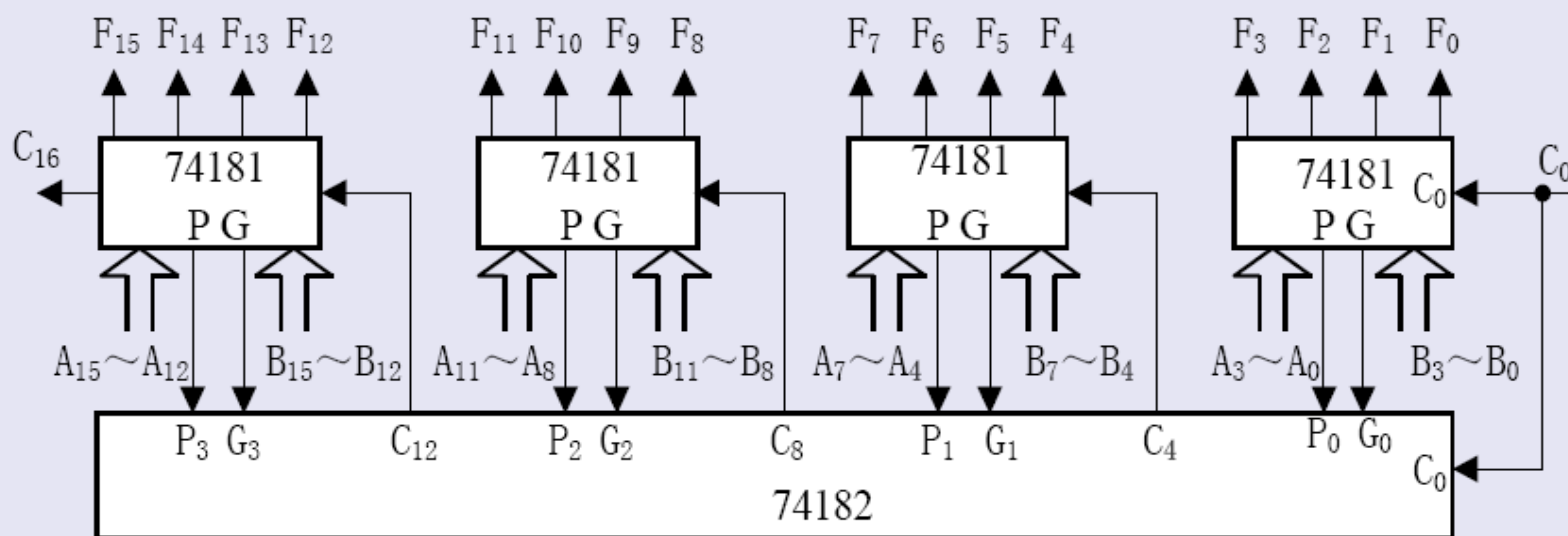 F₁₅ F₁₄ F₁₃ F₁₂ F₁₁ F₁₀ F₉ F₈ F₇ F₆ F₅ F₄ F₃ F₂ F₁ F₀
C₁₆ 74181 74181 74181 74181 C₀ C₀
P G P G P G P G
A₁₅～A₁₂ B₁₅～B₁₂ A₁₁～A₈ B₁₁～B₈ A₇～A₄ B₇～B₄ A₃～A₀ B₃～B₀
P₃ G₃ C₁₂ P₂ G₂ C₈ P₁ G₁ C₄ P₀ G₀
C₀
74182